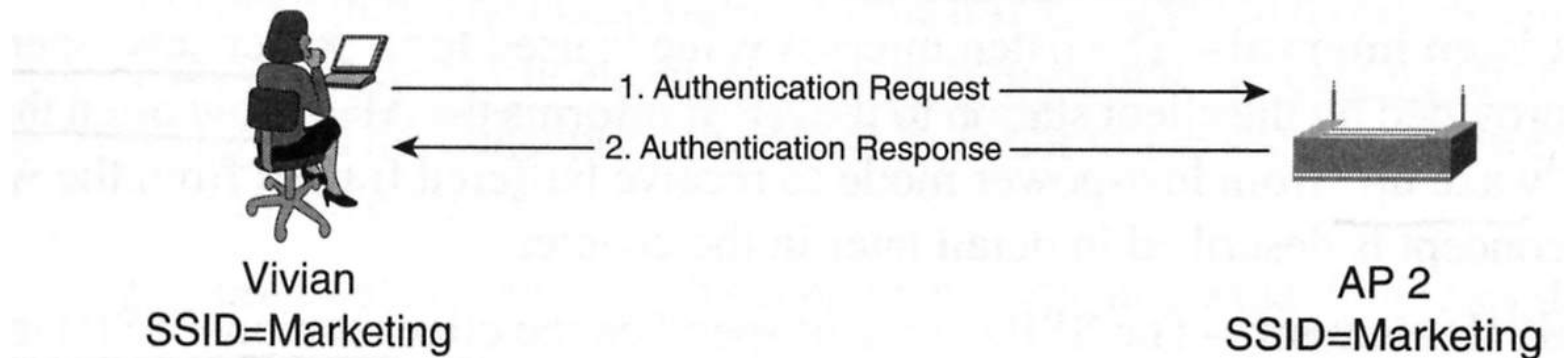 1. Authentication Request
2. Authentication Response
Vivian
SSID=Marketing
AP 2
SSID=Marketing